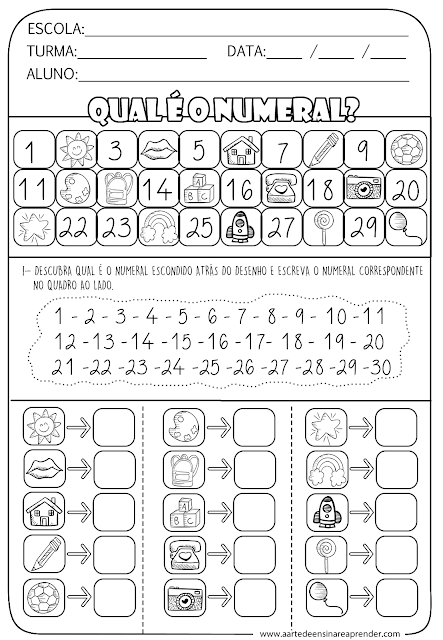 ESCOLA:
TURMA: DATA: / /
ALUNO:
QUAL É O NUMERAL?
1 3 5 7 9
11 14 A B C 16 18 20
22 23 25 27 29
1- DESCUBRA QUAL É O NUMERAL ESCONDIDO ATRÁS DO DESENHO E ESCREVA O NUMERAL CORRESPONDENTE
NO QUADRO AO LADO.
1 - 2 - 3 - 4 - 5 - 6 - 7 - 8 - 9 - 10 - 11
12 - 13 - 14 - 15 - 16 - 17 - 18 - 19 - 20
21 - 22 - 23 - 24 - 25 - 26 - 27 - 28 - 29 - 30
A B C
www.aartedeensinareaprender.com